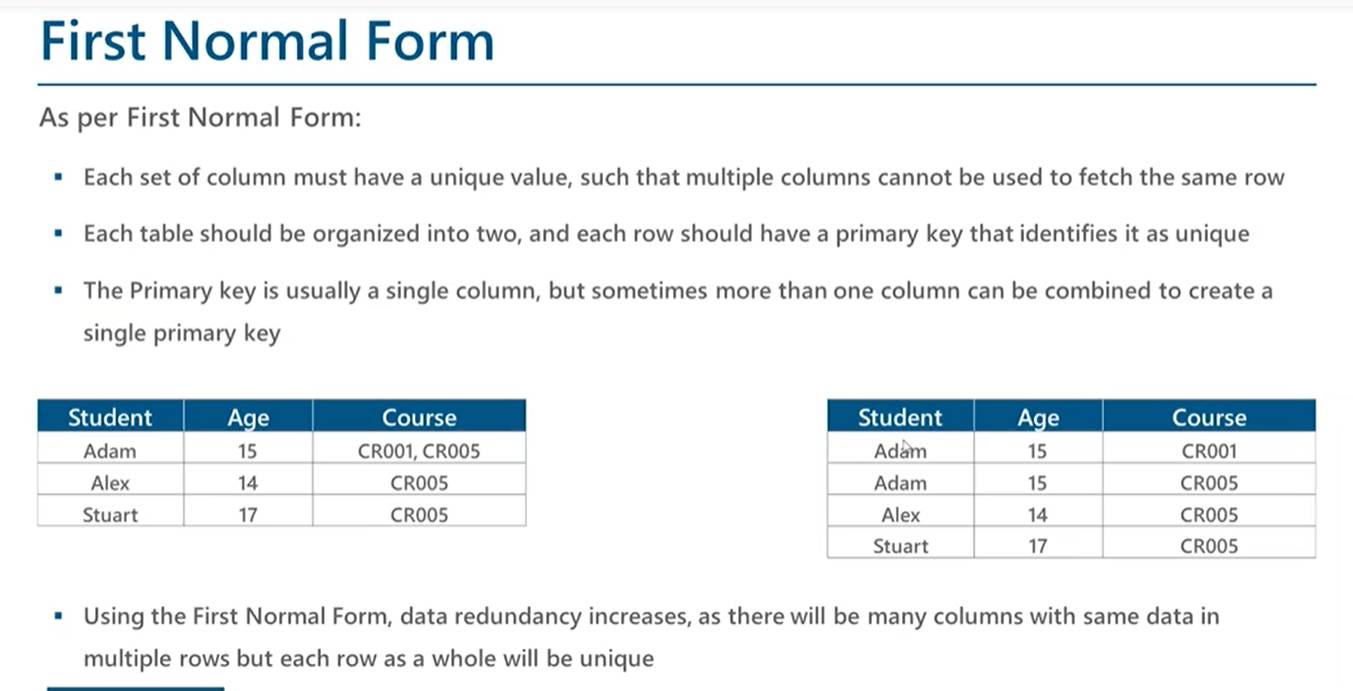 First Normal Form
As per First Normal Form:
▪ Each set of column must have a unique value, such that multiple columns cannot be used to fetch the same row
▪ Each table should be organized into two, and each row should have a primary key that identifies it as unique
▪ The Primary key is usually a single column, but sometimes more than one column can be combined to create a
single primary key
Student Age Course
Adam 15 CR001, CR005
Alex 14 CR005
Stuart 17 CR005
Student Age Course
Adam 15 CR001
Adam 15 CR005
Alex 14 CR005
Stuart 17 CR005
▪ Using the First Normal Form, data redundancy increases, as there will be many columns with same data in
multiple rows but each row as a whole will be unique